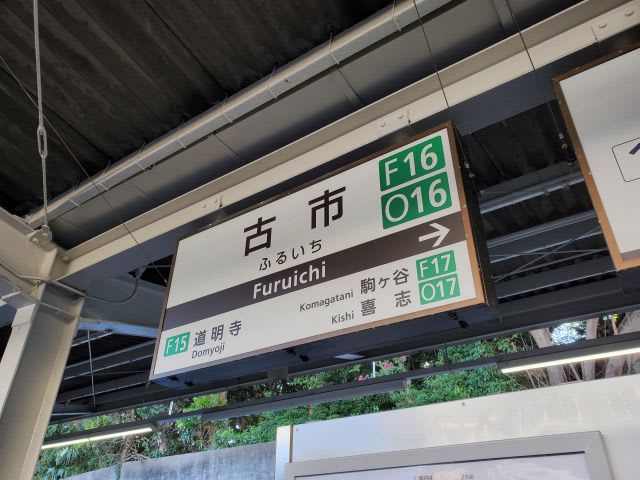 F16
O16
古市
ふるいち
Furuichi
F15 道明寺
Domyoji
Komagatani 駒ヶ谷 F17
Kishi 喜志 O17